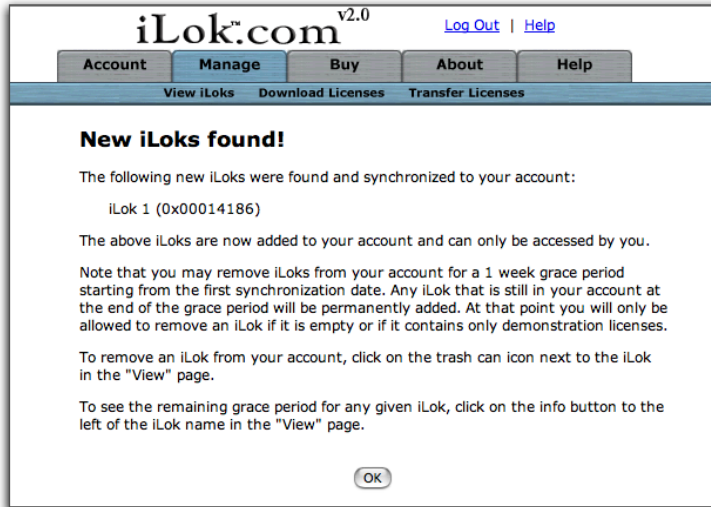 iLok.com™ v2.0
Log Out | Help
Account Manage Buy About Help
View iLoks Download Licenses Transfer Licenses
New iLoks found!
The following new iLoks were found and synchronized to your account:
iLok 1 (0x00014186)
The above iLoks are now added to your account and can only be accessed by you.
Note that you may remove iLoks from your account for a 1 week grace period
starting from the first synchronization date. Any iLok that is still in your account at
the end of the grace period will be permanently added. At that point you will only be
allowed to remove an iLok if it is empty or if it contains only demonstration licenses.
To remove an iLok from your account, click on the trash can icon next to the iLok
in the "View" page.
To see the remaining grace period for any given iLok, click on the info button to the
left of the iLok name in the "View" page.
OK